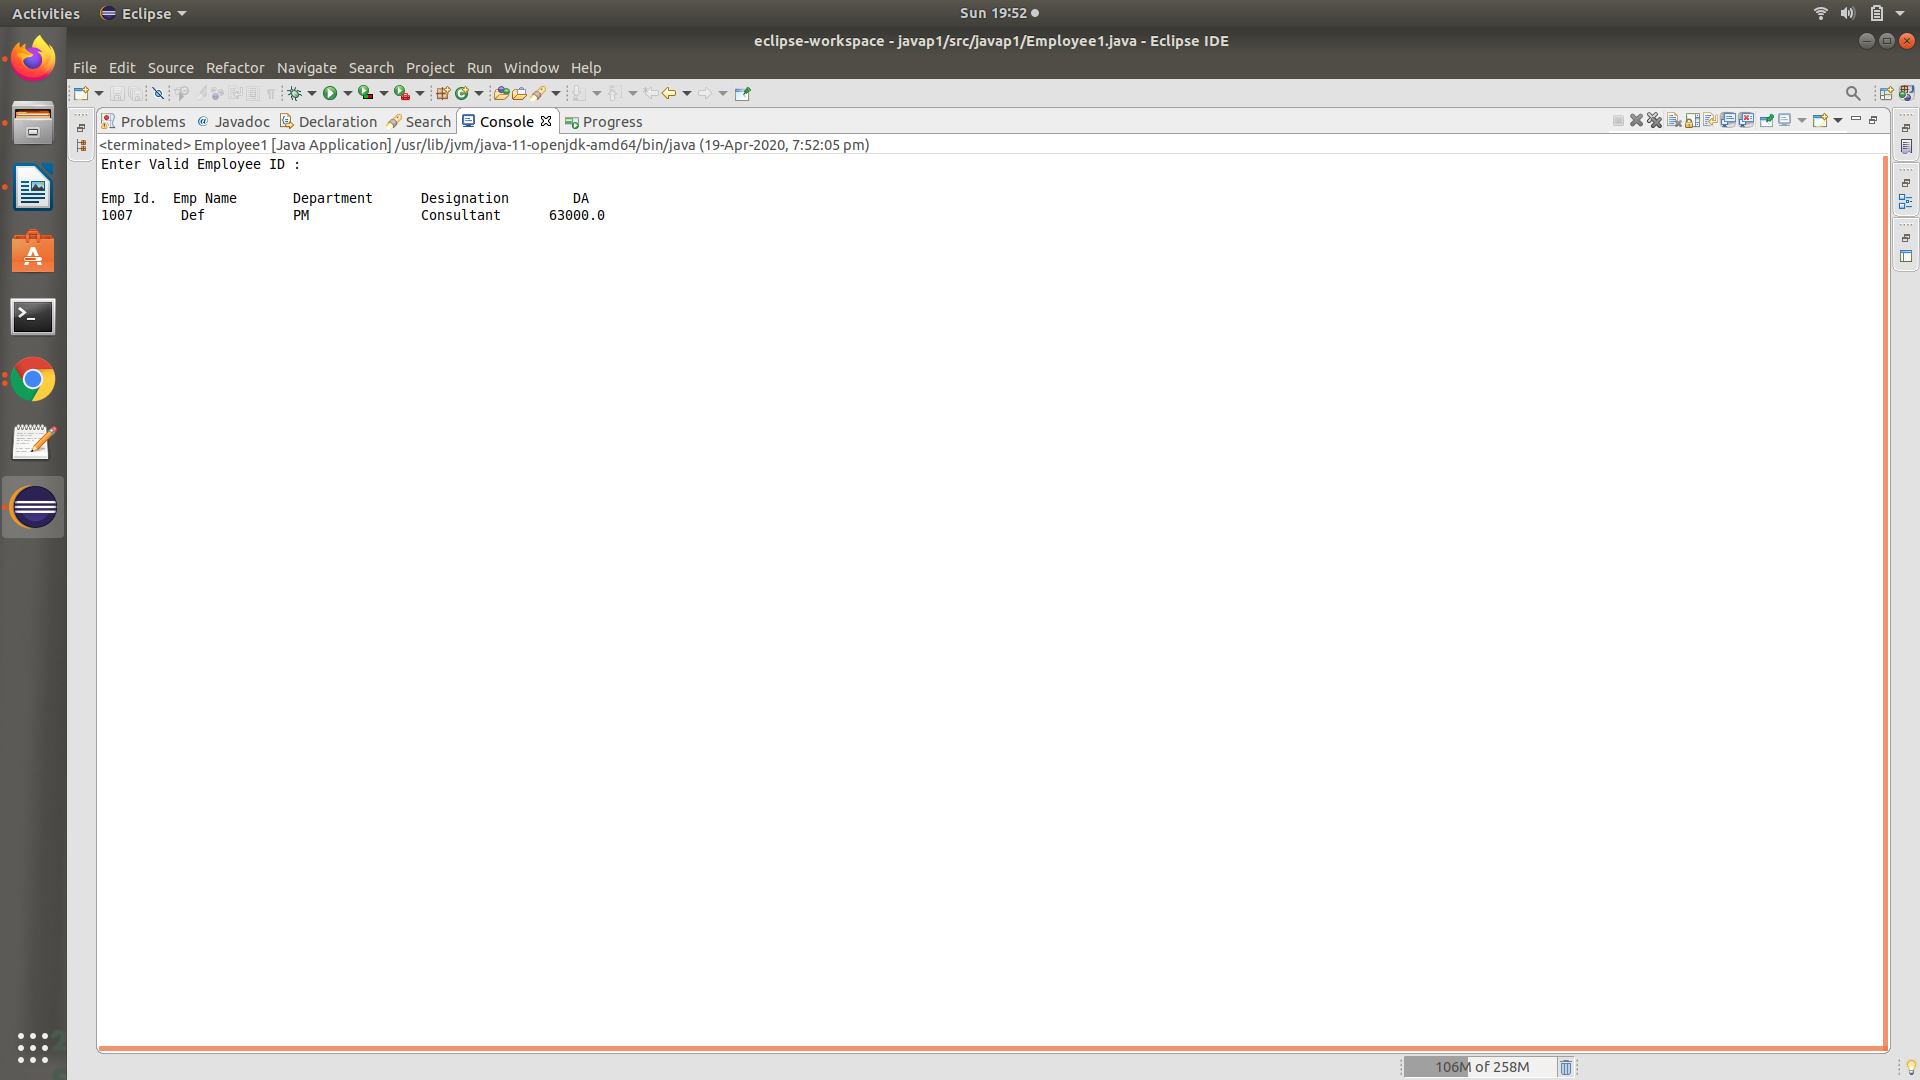 Activities Eclipse Sun 19:52
eclipse-workspace - javap1/src/javap1/Employee1.java - Eclipse IDE
File Edit Source Refactor Navigate Search Project Run Window Help
Problems @ Javadoc Declaration Search Console Progress
<terminated> Employee1 [Java Application] /usr/lib/jvm/java-11-openjdk-amd64/bin/java (19-Apr-2020, 7:52:05 pm)
Enter Valid Employee ID :
Emp Id. Emp Name Department Designation DA
1007 Def PM Consultant 63000.0
106M of 258M